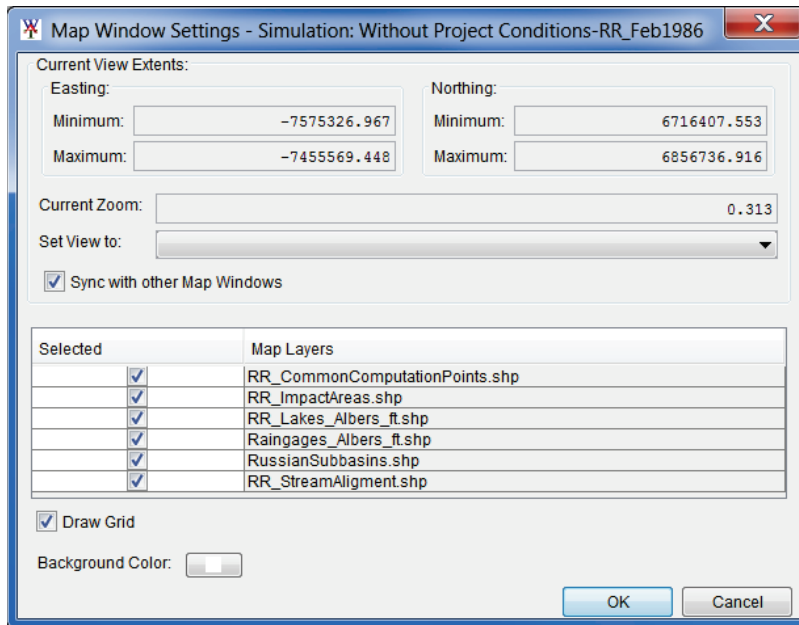 Map Window Settings - Simulation: Without Project Conditions-RR_Feb1986
Current View Extents:
Easting:
Northing:
Minimum: -7575326.967
Minimum: 6716407.553
Maximum: -7455569.448
Maximum: 6856736.916
Current Zoom: 0.313
Set View to:
Sync with other Map Windows
Selected Map Layers
RR_CommonComputationPoints.shp
RR_ImpactAreas.shp
RR_Lakes_Albers_ft.shp
Raingages_Albers_ft.shp
RussianSubbasins.shp
RR_StreamAligment.shp
Draw Grid
Background Color:
OK Cancel